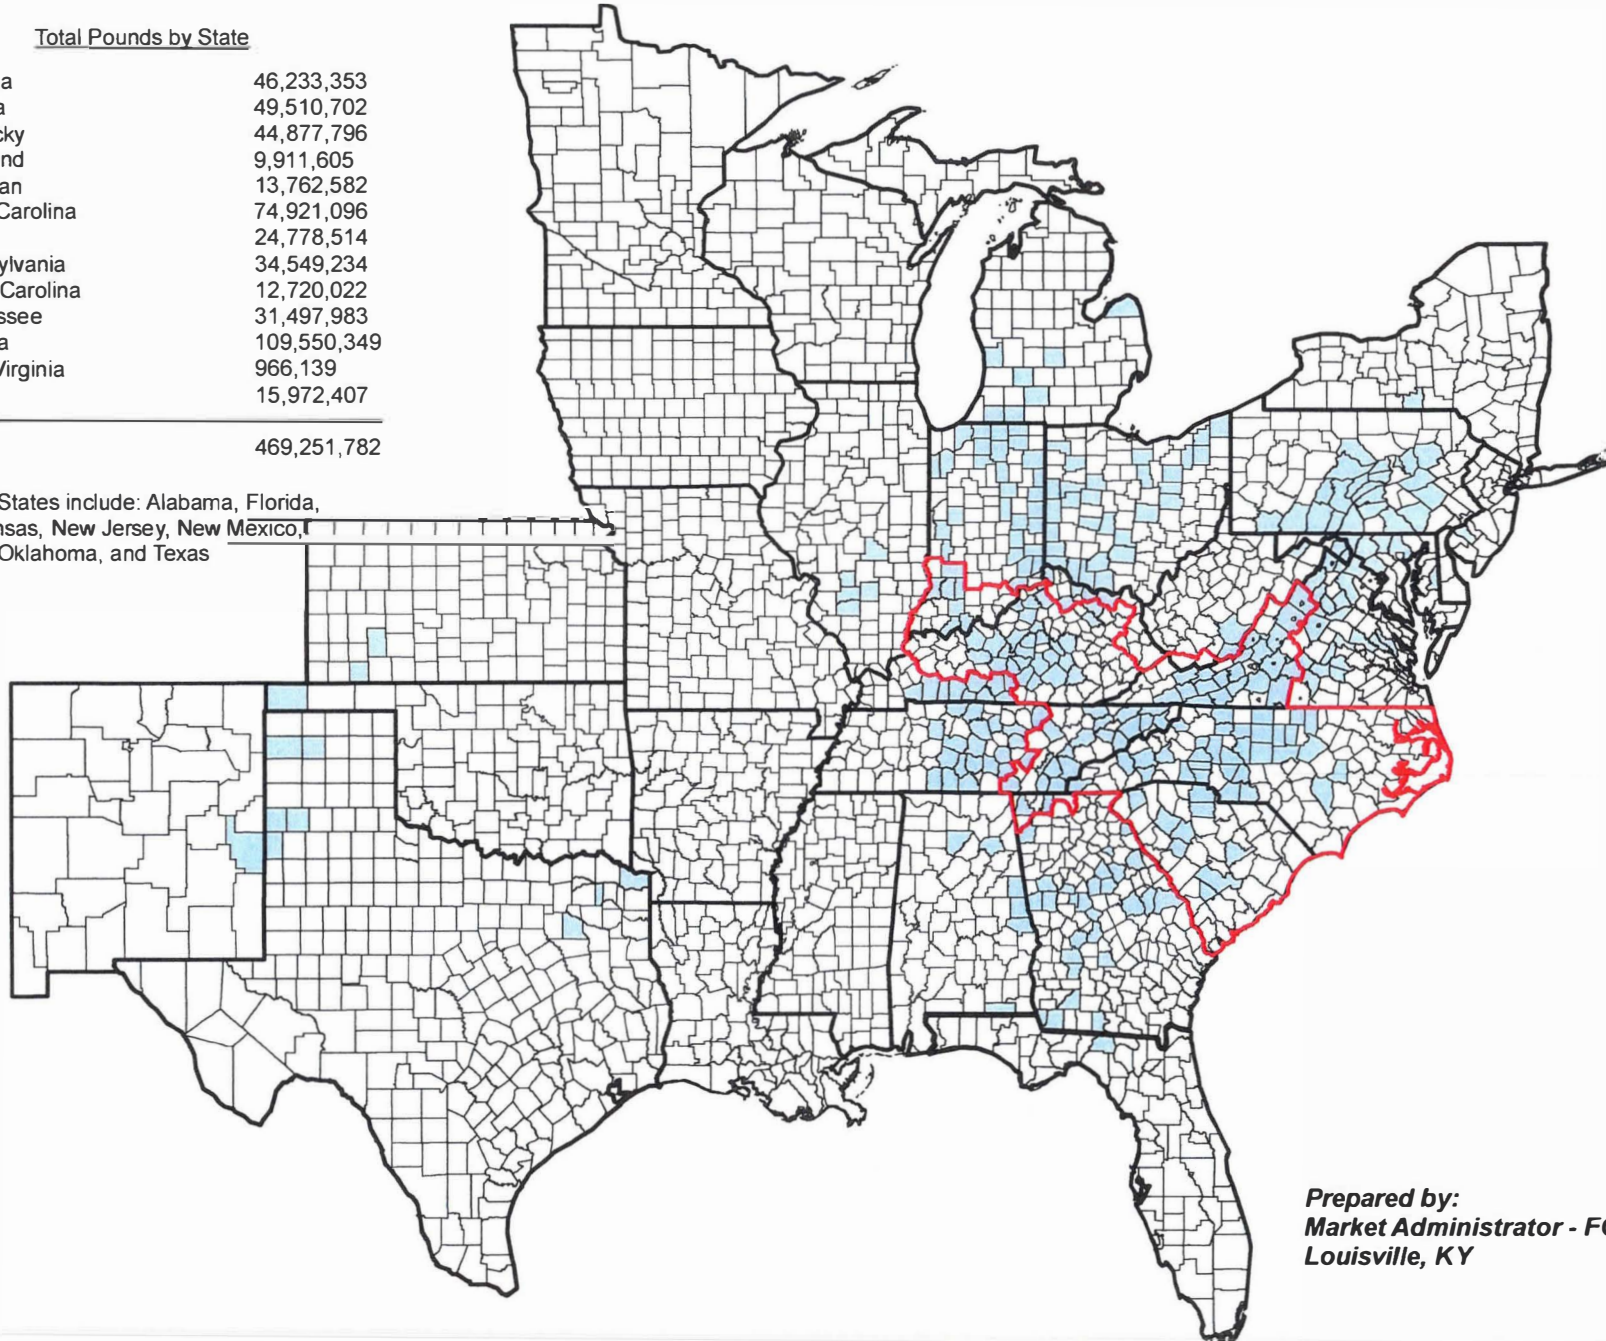 Total Pounds by State
a 46,233,353
a 49,510,702
cky 44,877,796
nd 9,911,605
an 13,762,582
Carolina 74,921,096
24,778,514
ylvania 34,549,234
Carolina 12,720,022
ssee 31,497,983
a 109,550,349
Virginia 966,139
15,972,407
469,251,782
States include: Alabama, Florida,
nsas, New Jersey, New Mexico,
Oklahoma, and Texas
Prepared by:
Market Administrator - FO
Louisville, KY